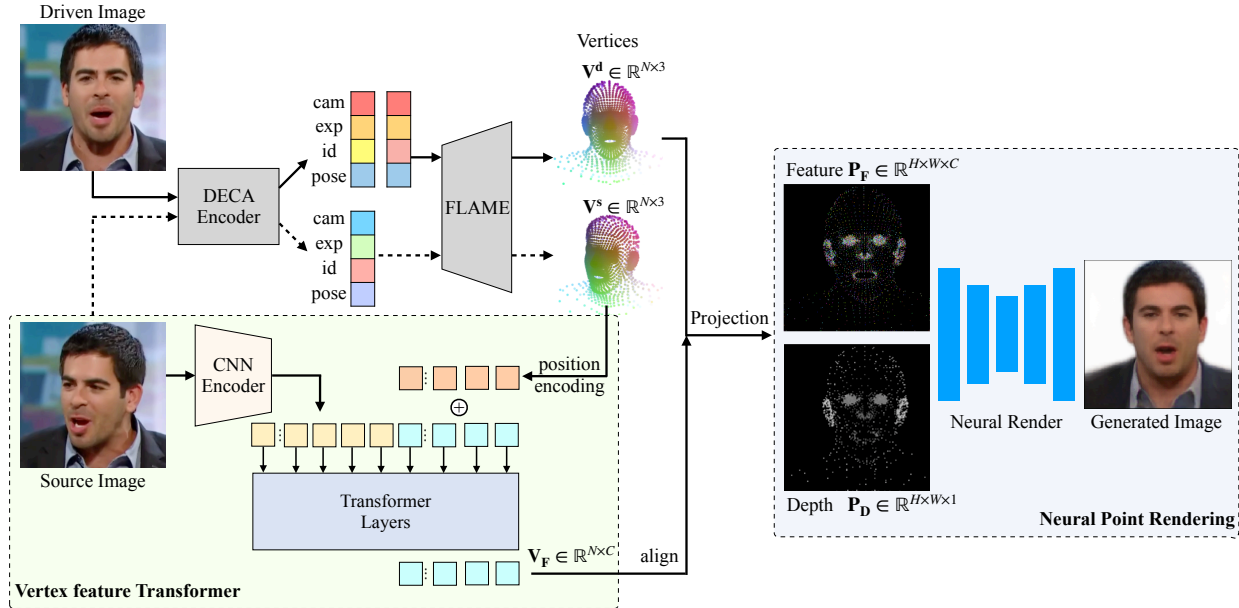 Driven Image
Vertices
V^d ∈ ℝ^{N×3}
cam
exp
id
pose
DECA
Encoder
FLAME
V^s ∈ ℝ^{N×3}
cam
exp
id
pose
Feature P_F ∈ ℝ^{H×W×C}
Projection
CNN
Encoder
position
encoding
Source Image
Neural Render
Generated Image
Transformer
Layers
Depth P_D ∈ ℝ^{H×W×1}
Neural Point Rendering
V_F ∈ ℝ^{N×C}
align
Vertex feature Transformer